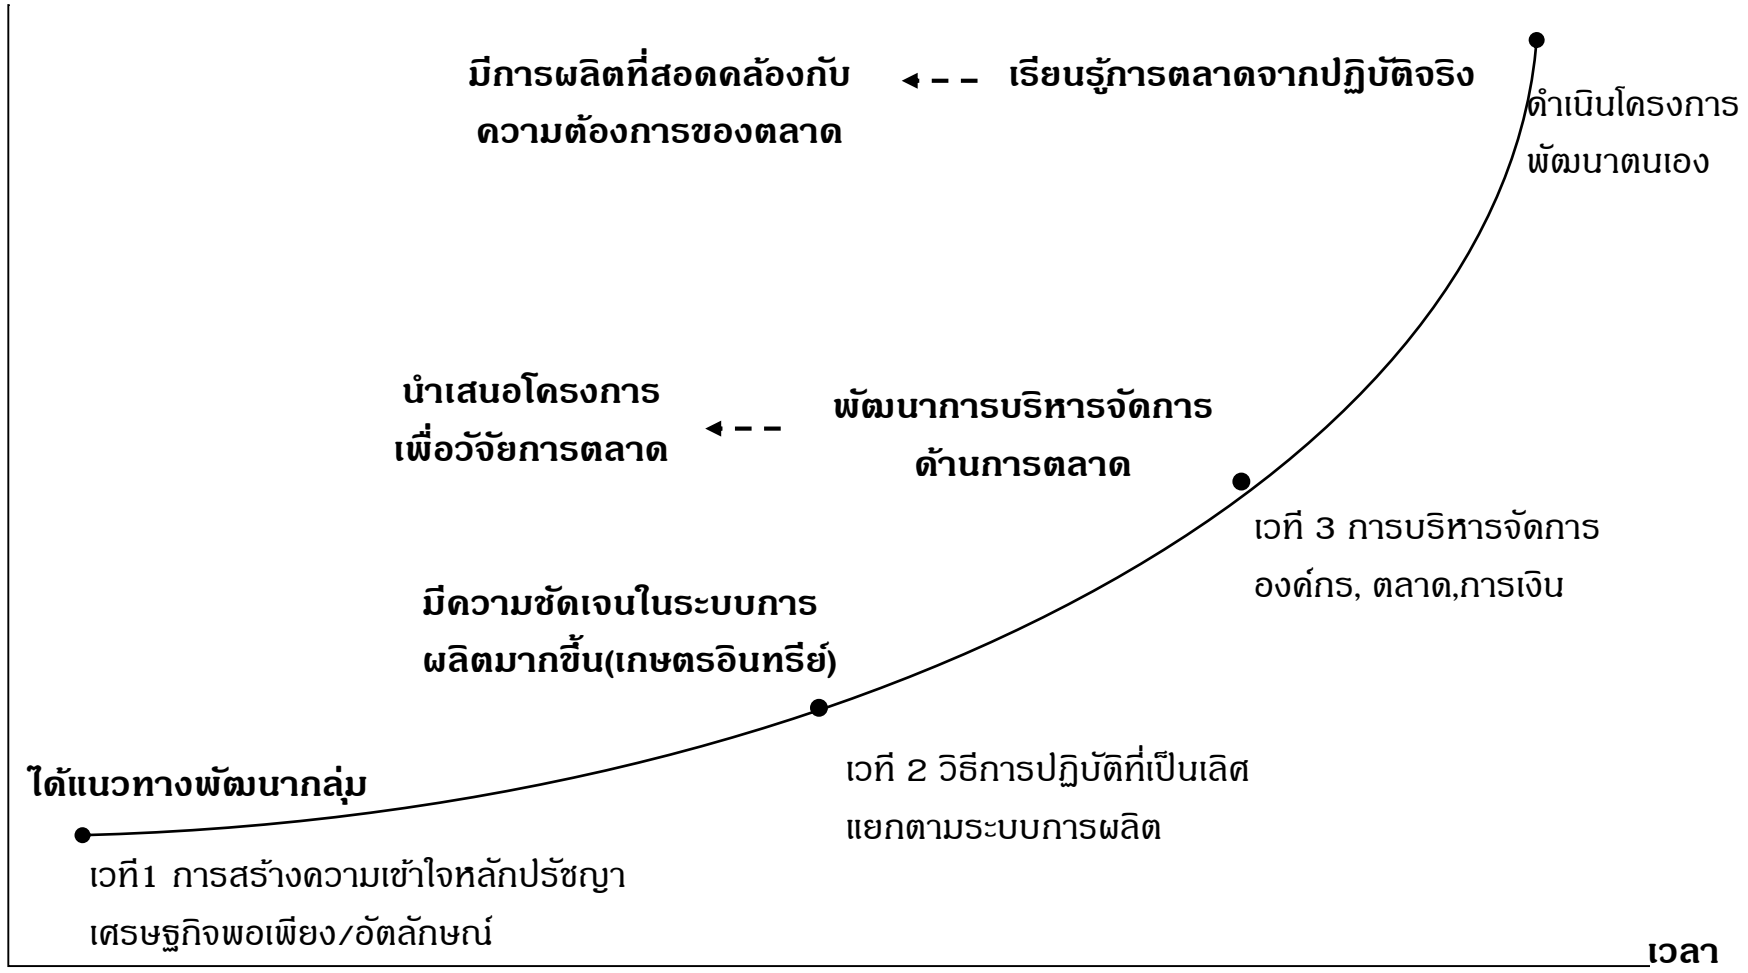 มีการผลิตที่สอดคล้องกับ
ความต้องการของตลาด
เรียนรู้การตลาดจากปฏิบัติจริง
ดำเนินโครงการ
พัฒนาตนเอง
นำเสนอโครงการ
เพื่อวิจัยการตลาด
พัฒนาการบริหารจัดการ
ด้านการตลาด
เวที 3 การบริหารจัดการ
องค์กร, ตลาด,การเงิน
มีความชัดเจนในระบบการ
ผลิตมากขึ้น(เกษตรอินทรีย์)
เวที 2 วิธีการปฏิบัติที่เป็นเลิศ
แยกตามระบบการผลิต
ได้แนวทางพัฒนากลุ่ม
เวที1 การสร้างความเข้าใจหลักปรัชญา
เศรษฐกิจพอเพียง/อัตลักษณ์
เวลา